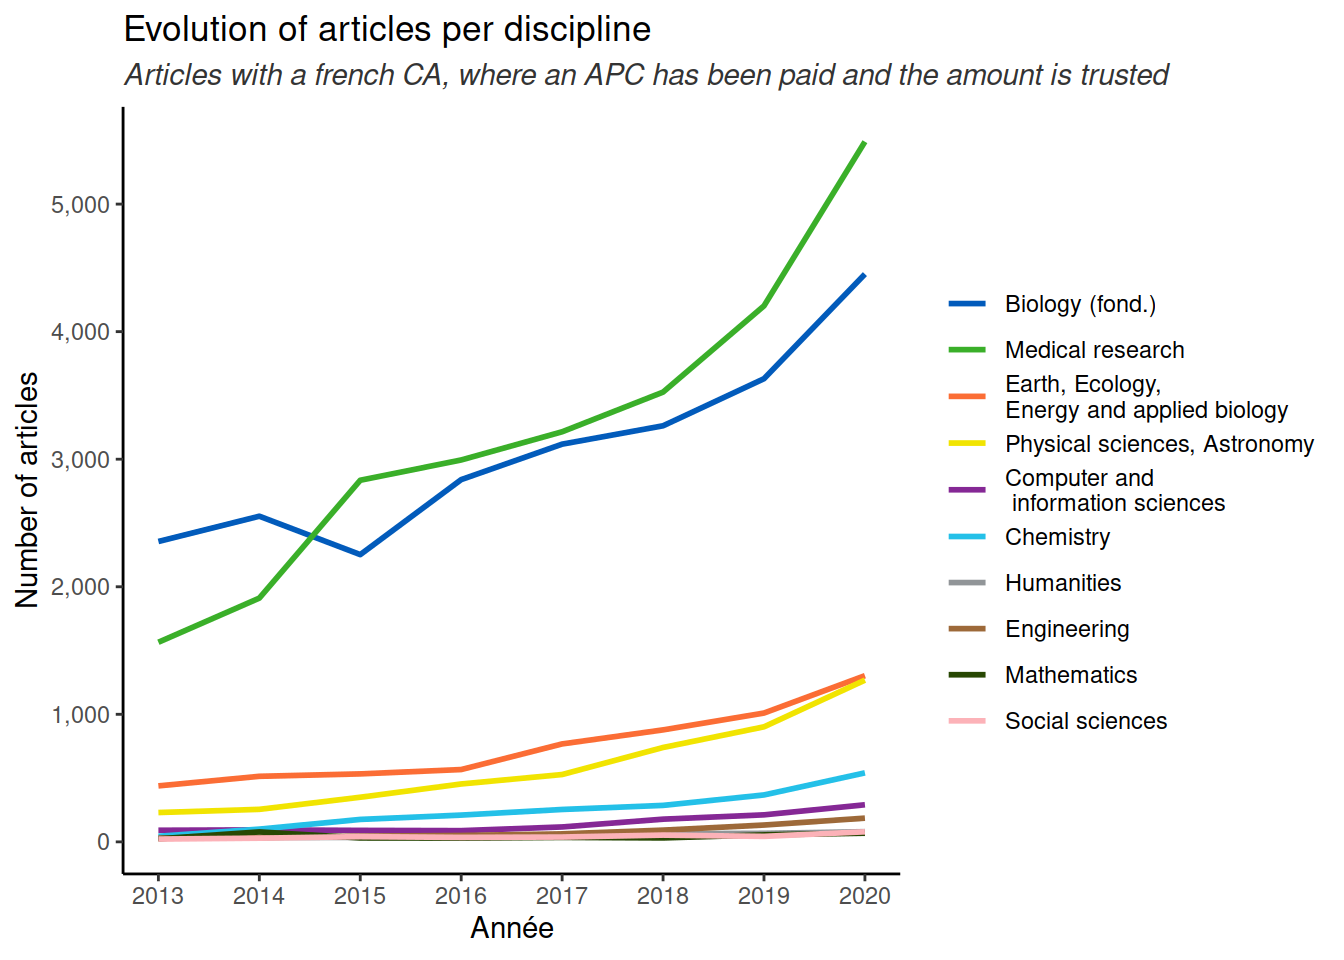 Evolution of articles per discipline
Articles with a french CA, where an APC has been paid and the amount is trusted
Number of articles
5,000
4,000
3,000
2,000
1,000
0
2013 2014 2015 2016 2017 2018 2019 2020
Année
Biology (fond.)
Medical research
Earth, Ecology,
Energy and applied biology
Physical sciences, Astronomy
Computer and
information sciences
Chemistry
Humanities
Engineering
Mathematics
Social sciences